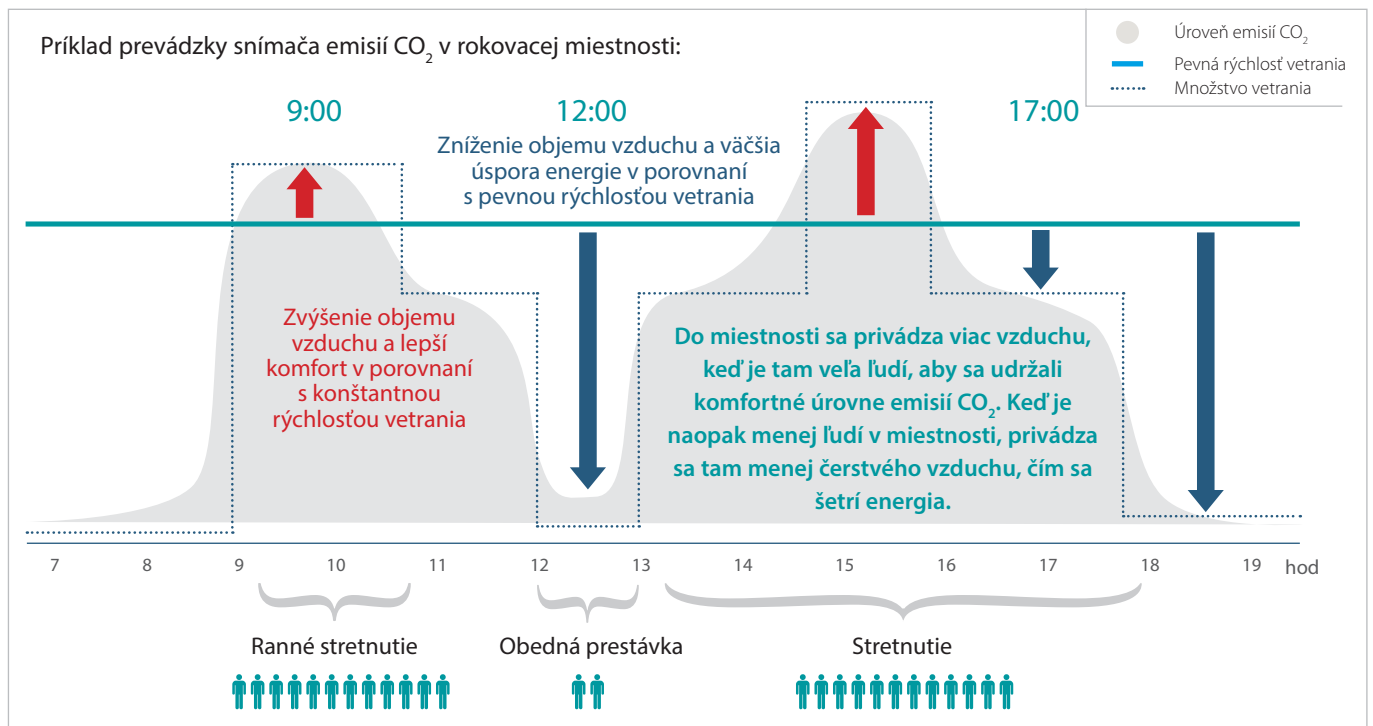 Príklad prevádzky snímača emisií CO₂ v rokovacej miestnosti:
Úroveň emisií CO₂
Pevná rýchlosť vetrania
Množstvo vetrania
9:00
12:00
17:00
Zníženie objemu vzduchu a väčšia
úspora energie v porovnaní
s pevnou rýchlosťou vetrania
Zvýšenie objemu
vzduchu a lepší
komfort v porovnaní
s konštantnou
rýchlosťou vetrania
Do miestnosti sa privádza viac vzduchu,
keď je tam veľa ľudí, aby sa udržali
komfortné úrovne emisií CO₂. Keď je
naopak menej ľudí v miestnosti, privádza
sa tam menej čerstvého vzduchu, čím sa
šetrí energia.
7 8 9 10 11 12 13 14 15 16 17 18 19 hod
Ranné stretnutie
Obedná prestávka
Stretnutie